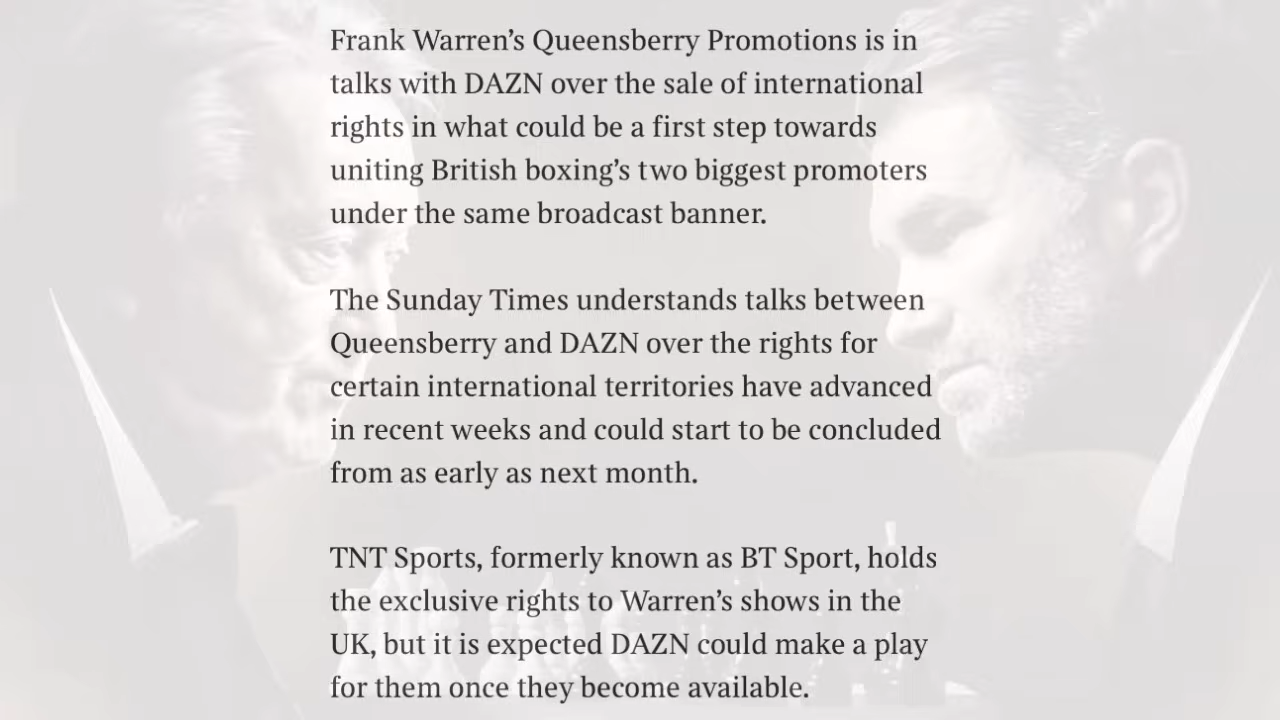 Frank Warren’s Queensberry Promotions is in
talks with DAZN over the sale of international
rights in what could be a first step towards
uniting British boxing’s two biggest promoters
under the same broadcast banner.
The Sunday Times understands talks between
Queensberry and DAZN over the rights for
certain international territories have advanced
in recent weeks and could start to be concluded
from as early as next month.
TNT Sports, formerly known as BT Sport, holds
the exclusive rights to Warren’s shows in the
UK, but it is expected DAZN could make a play
for them once they become available.